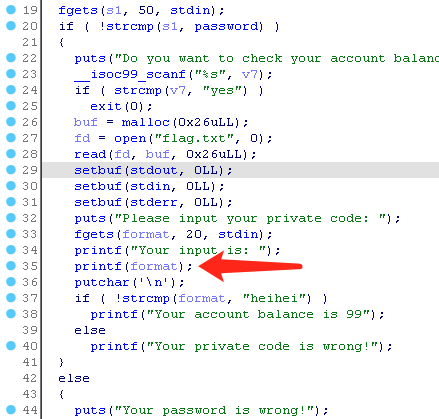 19 fgets(s1, 50, stdin);
20 if ( !strcmp(s1, password) )
21 {
22 puts("Do you want to check your account balanc
23 __isoc99_scanf("%s", v7);
24 if ( strcmp(v7, "yes") )
25 exit(0);
26 buf = malloc(0x26uLL);
27 fd = open("flag.txt", 0);
28 read(fd, buf, 0x26uLL);
29 setbuf(stdout, 0LL);
30 setbuf(stdin, 0LL);
31 setbuf(stderr, 0LL);
32 puts("Please input your private code: ");
33 fgets(format, 20, stdin);
34 printf("Your input is: ");
35 printf(format);
36 putchar('\n');
37 if ( !strcmp(format, "heihei") )
38 printf("Your account balance is 99");
39 else
40 printf("Your private code is wrong!");
41 }
42 else
43 {
44 puts("Your password is wrong!");